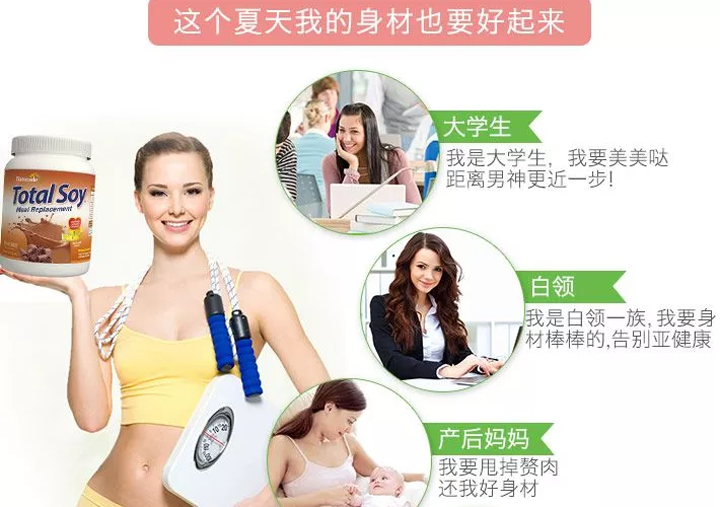 这个夏天我的身材也要好起来
大学生
我是大学生，我要美美哒
距离男神更近一步!
Total Soy
Meal Replacement
白领
我是白领一族,我要身
材棒棒的,告别亚健康
产后妈妈
我要甩掉赘肉
还我好身材